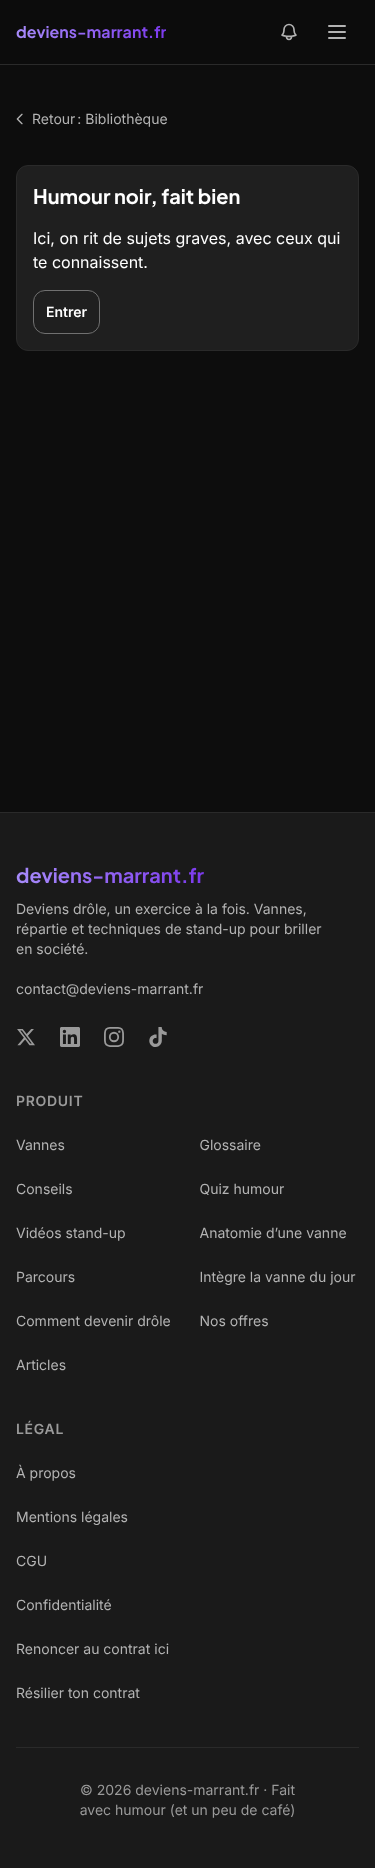 deviens-marrant.fr
Retour : Bibliothèque
Humour noir, fait bien
Ici, on rit de sujets graves, avec ceux qui
te connaissent.
Entrer
deviens-marrant.fr
Deviens drôle, un exercice à la fois. Vannes,
répartie et techniques de stand-up pour briller
en société.
contact@deviens-marrant.fr
PRODUIT
Vannes
Glossaire
Conseils
Quiz humour
Vidéos stand-up
Anatomie d’une vanne
Parcours
Intègre la vanne du jour
Comment devenir drôle
Nos offres
Articles
LÉGAL
À propos
Mentions légales
CGU
Confidentialité
Renoncer au contrat ici
Résilier ton contrat
© 2026 deviens-marrant.fr · Fait
avec humour (et un peu de café)